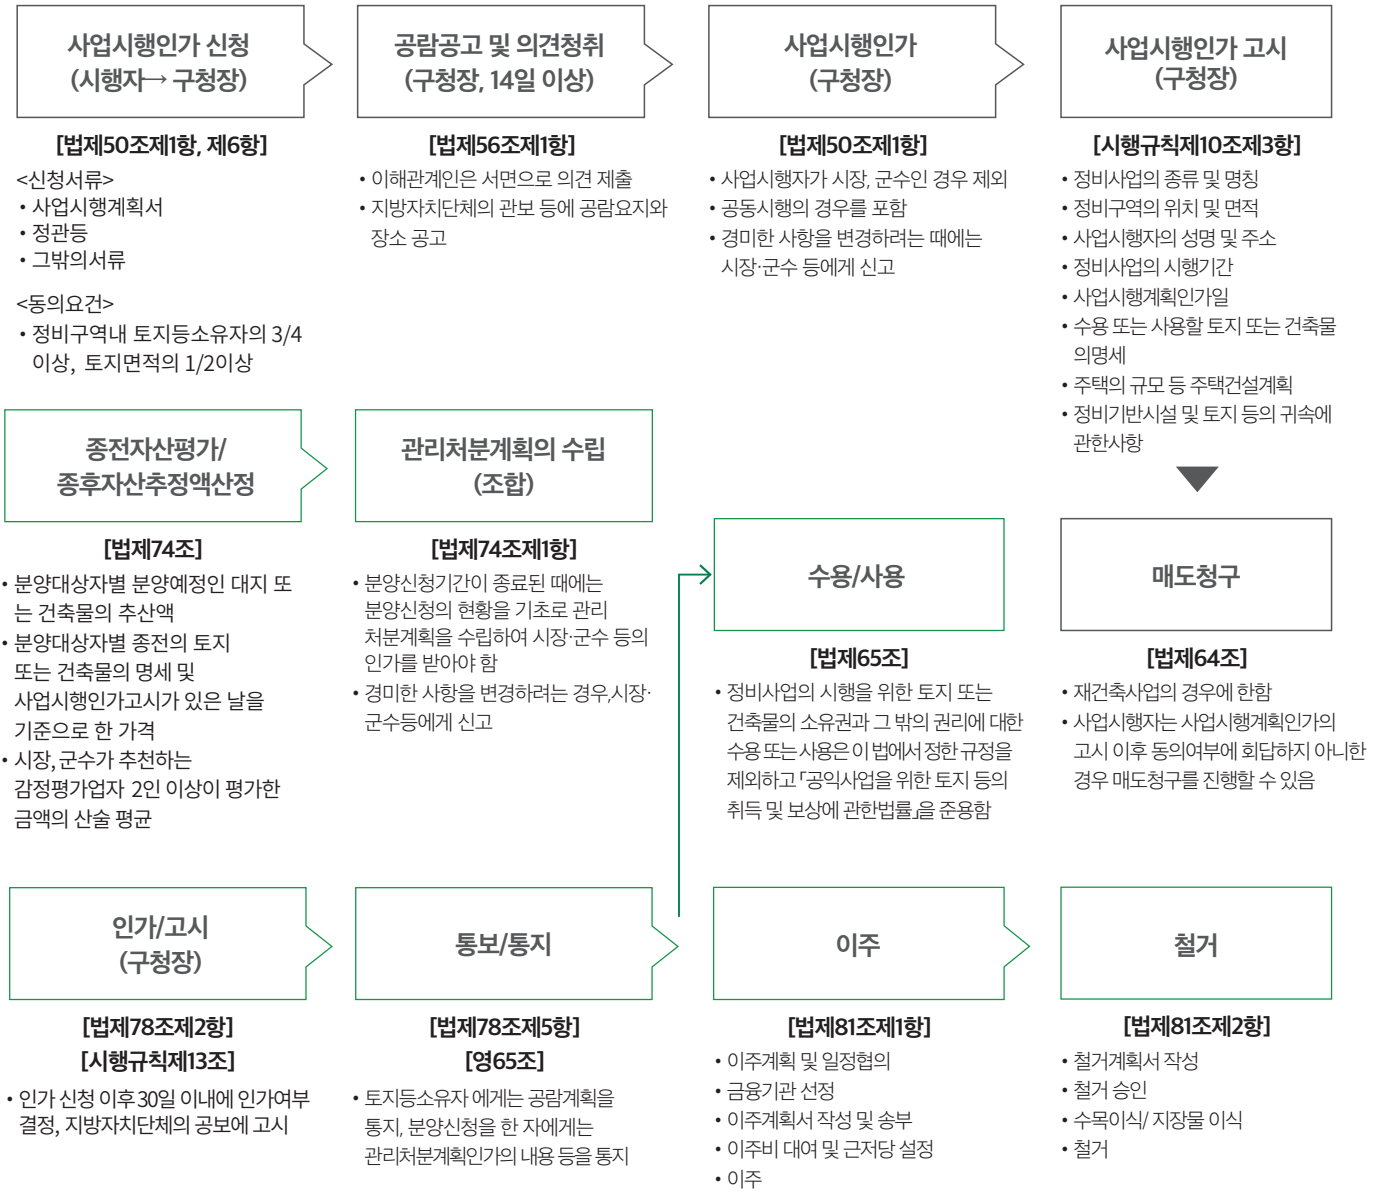 사업시행인가 신청
(시행자→ 구청장)
[법제50조제1항, 제6항]
<신청서류>
• 사업시행계획서
• 정관등
• 그밖의서류
<동의요건>
• 정비구역내 토지등소유자의 3/4
이상, 토지면적의 1/2이상
공람공고 및 의견청취
(구청장, 14일 이상)
[법제56조제1항]
• 이해관계인은 서면으로 의견 제출
• 지방자치단체의 관보 등에 공람요지와
장소 공고
사업시행인가
(구청장)
[법제50조제1항]
• 사업시행자가 시장, 군수인 경우 제외
• 공동시행의 경우를 포함
• 경미한 사항을 변경하려는 때에는
시장·군수 등에게 신고
사업시행인가 고시
(구청장)
[시행규칙제10조제3항]
• 정비사업의 종류 및 명칭
• 정비구역의 위치 및 면적
• 사업시행자의 성명 및 주소
• 정비사업의 시행기간
• 사업시행계획인가일
• 수용 또는 사용할 토지 또는 건축물
의명세
• 주택의 규모 등 주택건설계획
• 정비기반시설 및 토지 등의 귀속에
관한사항
종전자산평가/
종후자산추정액산정
[법제74조]
• 분양대상자별 분양예정인 대지 또
는 건축물의 추산액
• 분양대상자별 종전의 토지
또는 건축물의 명세 및
사업시행인가고시가 있은 날을
기준으로 한 가격
• 시장, 군수가 추천하는
감정평가업자 2인 이상이 평가한
금액의 산술 평균
관리처분계획의 수립
(조합)
[법제74조제1항]
• 분양신청기간이 종료된 때에는
분양신청의 현황을 기초로 관리
처분계획을 수립하여 시장·군수 등의
인가를 받아야 함
• 경미한 사항을 변경하려는 경우,시장·
군수등에게 신고
수용/사용
[법제65조]
• 정비사업의 시행을 위한 토지 또는
건축물의 소유권과 그 밖의 권리에 대한
수용 또는 사용은 이 법에서 정한 규정을
제외하고 「공익사업을 위한 토지 등의
취득 및 보상에 관한법률」을 준용함
매도청구
[법제64조]
• 재건축사업의 경우에 한함
• 사업시행자는 사업시행계획인가의
고시 이후 동의여부에 회답하지 아니한
경우 매도청구를 진행할 수 있음
인가/고시
(구청장)
[법제78조제2항]
[시행규칙제13조]
• 인가 신청 이후 30일 이내에 인가여부
결정, 지방자치단체의 공보에 고시
통보/통지
[법제78조제5항]
[영65조]
• 토지등소유자 에게는 공람계획을
통지, 분양신청을 한 자에게는
관리처분계획인가의 내용 등을 통지
이주
[법제81조제1항]
• 이주계획 및 일정협의
• 금융기관 선정
• 이주계획서 작성 및 송부
• 이주비 대여 및 근저당 설정
• 이주
철거
[법제81조제2항]
• 철거계획서 작성
• 철거 승인
• 수목이식/ 지장물 이식
• 철거